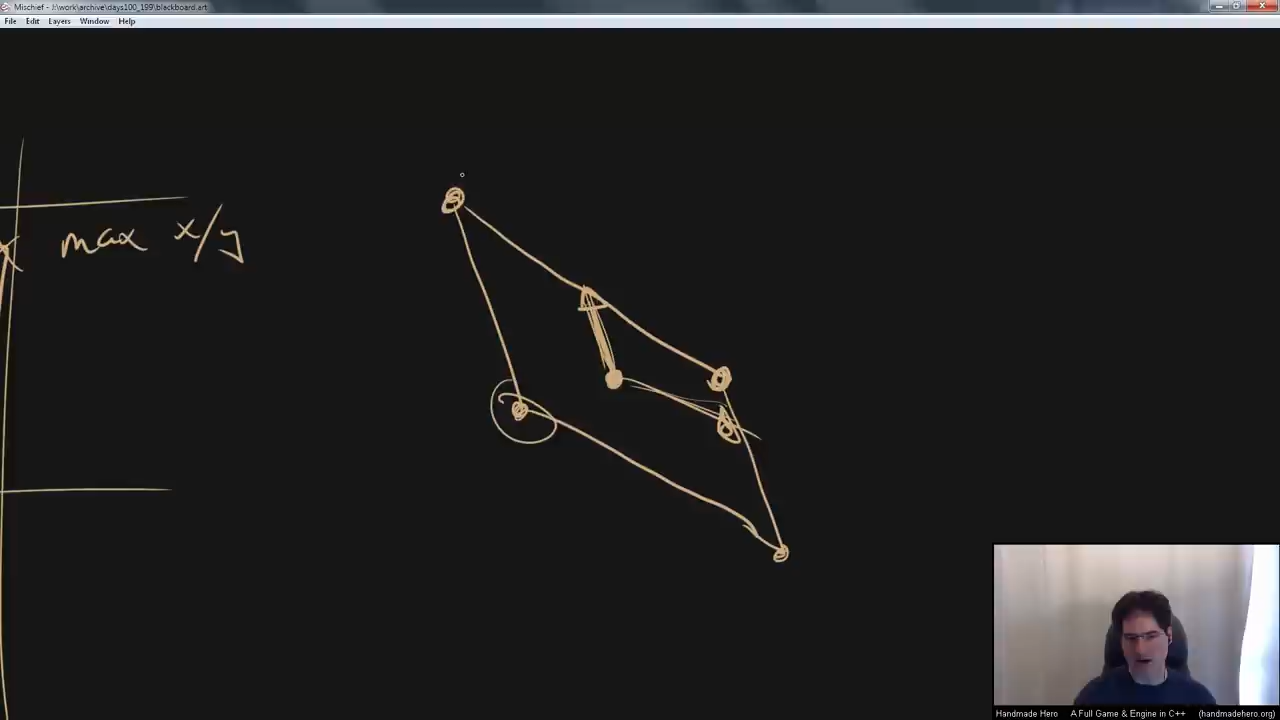 Mischief - J:\work\archive\days100_199\blackboard.art
File Edit Layers Window Help
max x/y
Handmade Hero A Full Game & Engine in C++ (handmadehero.org)